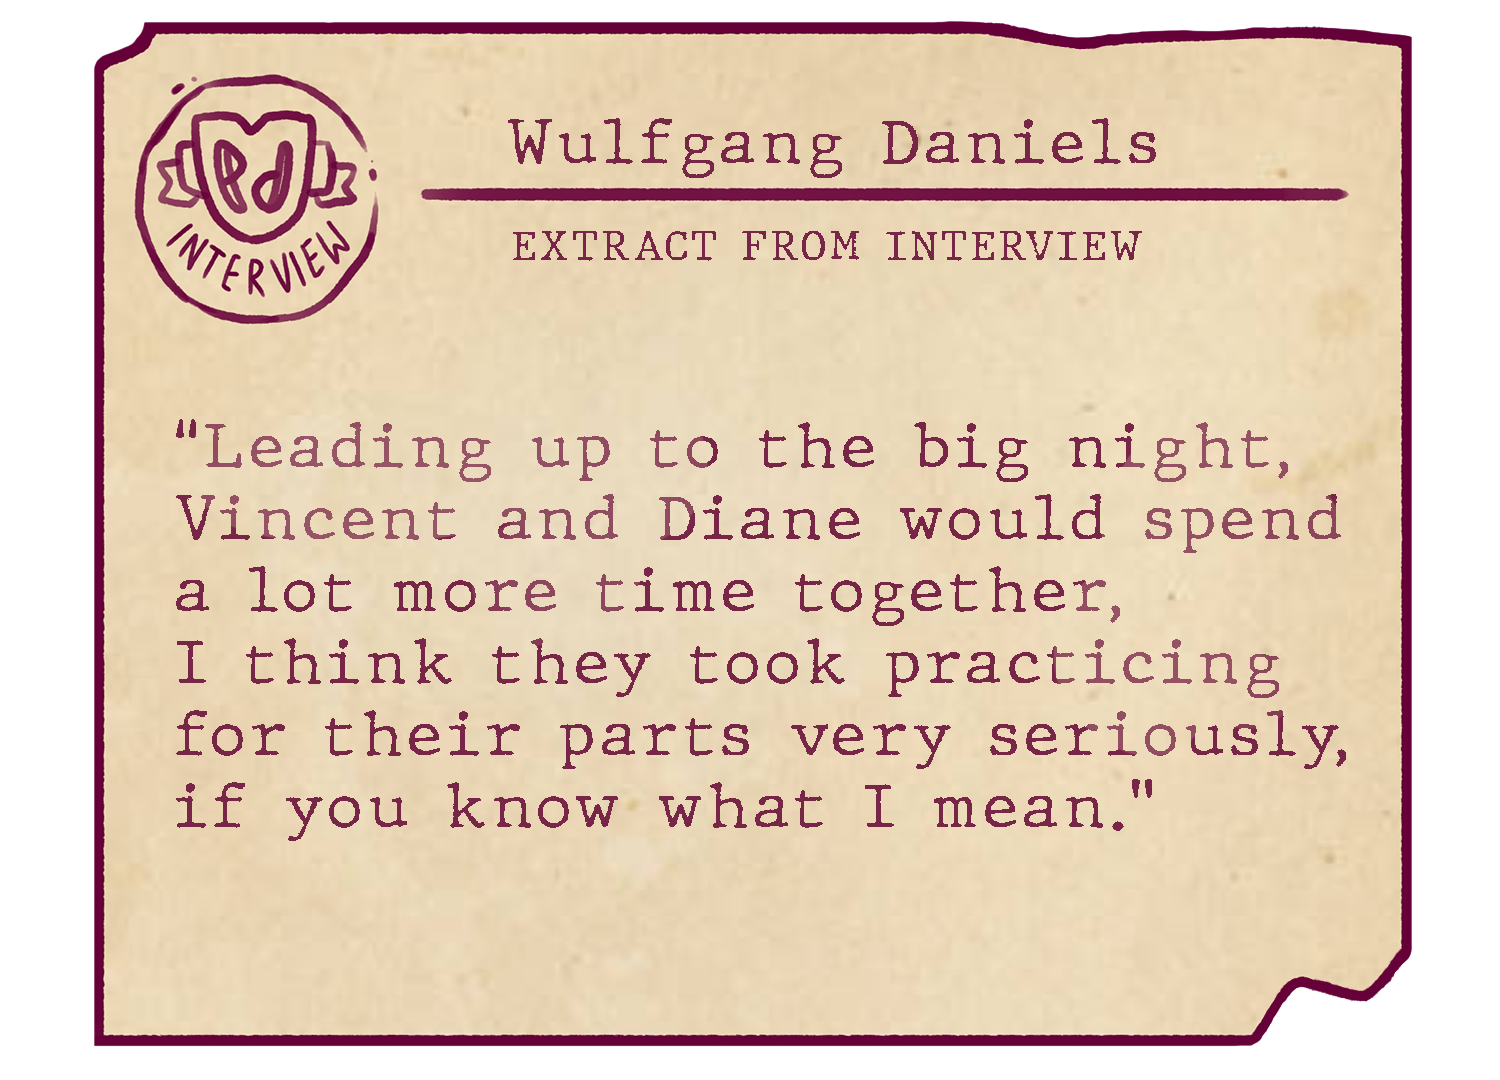 Wulfgang Daniels
EXTRACT FROM INTERVIEW
Pd
INTERVIEW
"Leading up to the big night,
Vincent and Diane would spend
a lot more time together,
I think they took practicing
for their parts very seriously,
if you know what I mean."